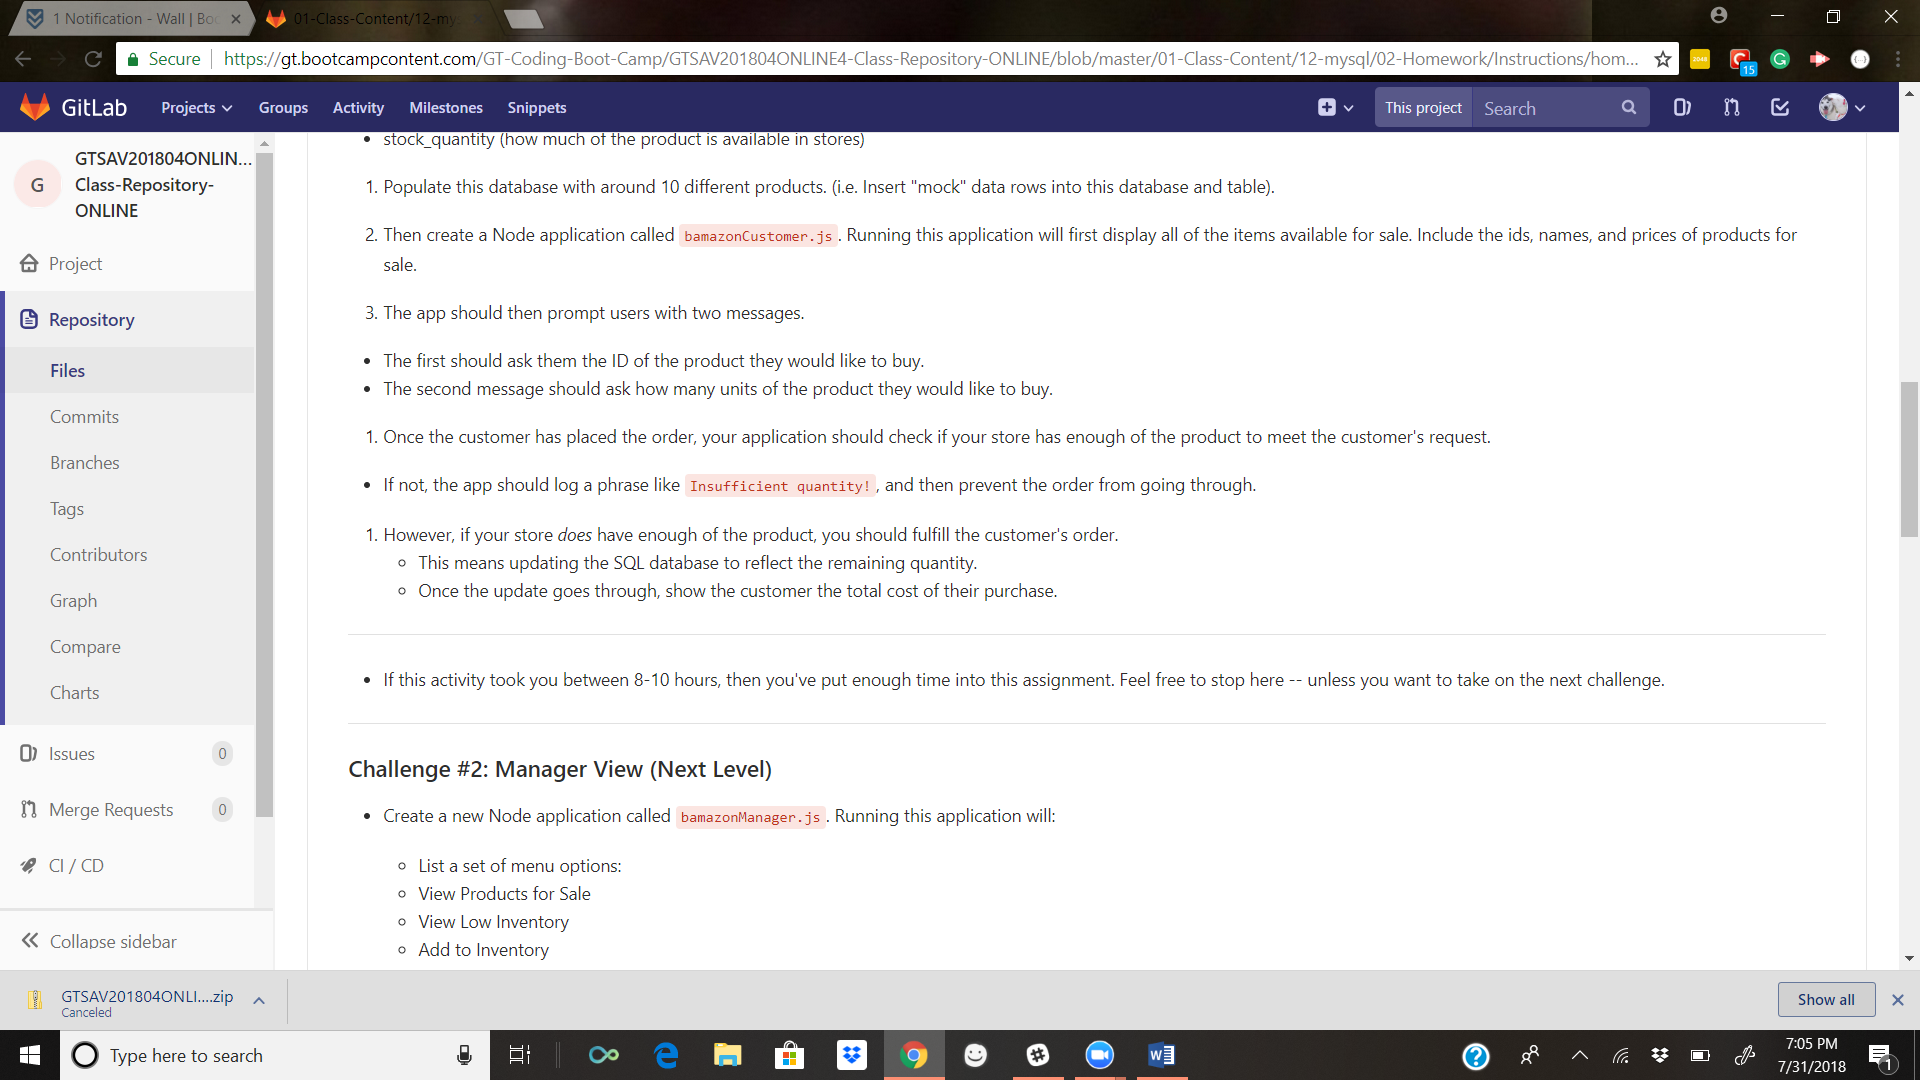 1 Notification - Wall | Boo
01-Class-Content/12-mys
Secure
https://gt.bootcampcontent.com/GT-Coding-Boot-Camp/GTSAV201804ONLINE4-Class-Repository-ONLINE/blob/master/01-Class-Content/12-mysql/02-Homework/Instructions/hom...
15
GitLab
Projects
Groups
Activity
Milestones
Snippets
This project
Search
GTSAV201804ONLIN...
Class-Repository-
ONLINE
G
Project
Repository
Files
Commits
Branches
Tags
Contributors
Graph
Compare
Charts
Issues 0
Merge Requests 0
CI / CD
Collapse sidebar
• stock_quantity (how much of the product is available in stores)
1. Populate this database with around 10 different products. (i.e. Insert "mock" data rows into this database and table).
2. Then create a Node application called bamazonCustomer.js. Running this application will first display all of the items available for sale. Include the ids, names, and prices of products for
sale.
3. The app should then prompt users with two messages.
• The first should ask them the ID of the product they would like to buy.
• The second message should ask how many units of the product they would like to buy.
1. Once the customer has placed the order, your application should check if your store has enough of the product to meet the customer's request.
• If not, the app should log a phrase like Insufficient quantity!, and then prevent the order from going through.
1. However, if your store does have enough of the product, you should fulfill the customer's order.
◦ This means updating the SQL database to reflect the remaining quantity.
◦ Once the update goes through, show the customer the total cost of their purchase.
• If this activity took you between 8-10 hours, then you've put enough time into this assignment. Feel free to stop here -- unless you want to take on the next challenge.
Challenge #2: Manager View (Next Level)
• Create a new Node application called bamazonManager.js. Running this application will:
◦ List a set of menu options:
◦ View Products for Sale
◦ View Low Inventory
◦ Add to Inventory
GTSAV201804ONLI....zip
Canceled
Show all
Type here to search
7:05 PM
7/31/2018
1